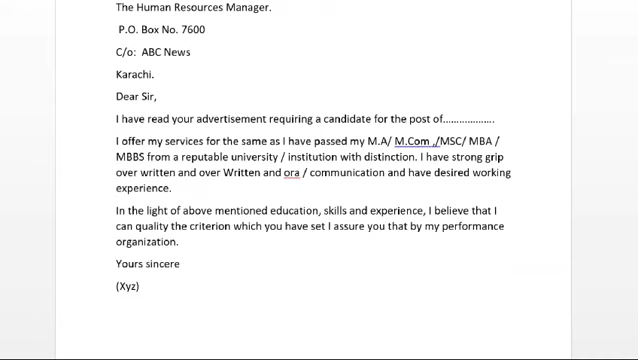 The Human Resources Manager.
P.O. Box No. 7600
C/o: ABC News
Karachi.
Dear Sir,
I have read your advertisement requiring a candidate for the post of……………….
I offer my services for the same as I have passed my M.A/ M.Com ,/MSC/ MBA /
MBBS from a reputable university / institution with distinction. I have strong grip
over written and over Written and ora / communication and have desired working
experience.
In the light of above mentioned education, skills and experience, I believe that I
can quality the criterion which you have set I assure you that by my performance
organization.
Yours sincere
(Xyz)